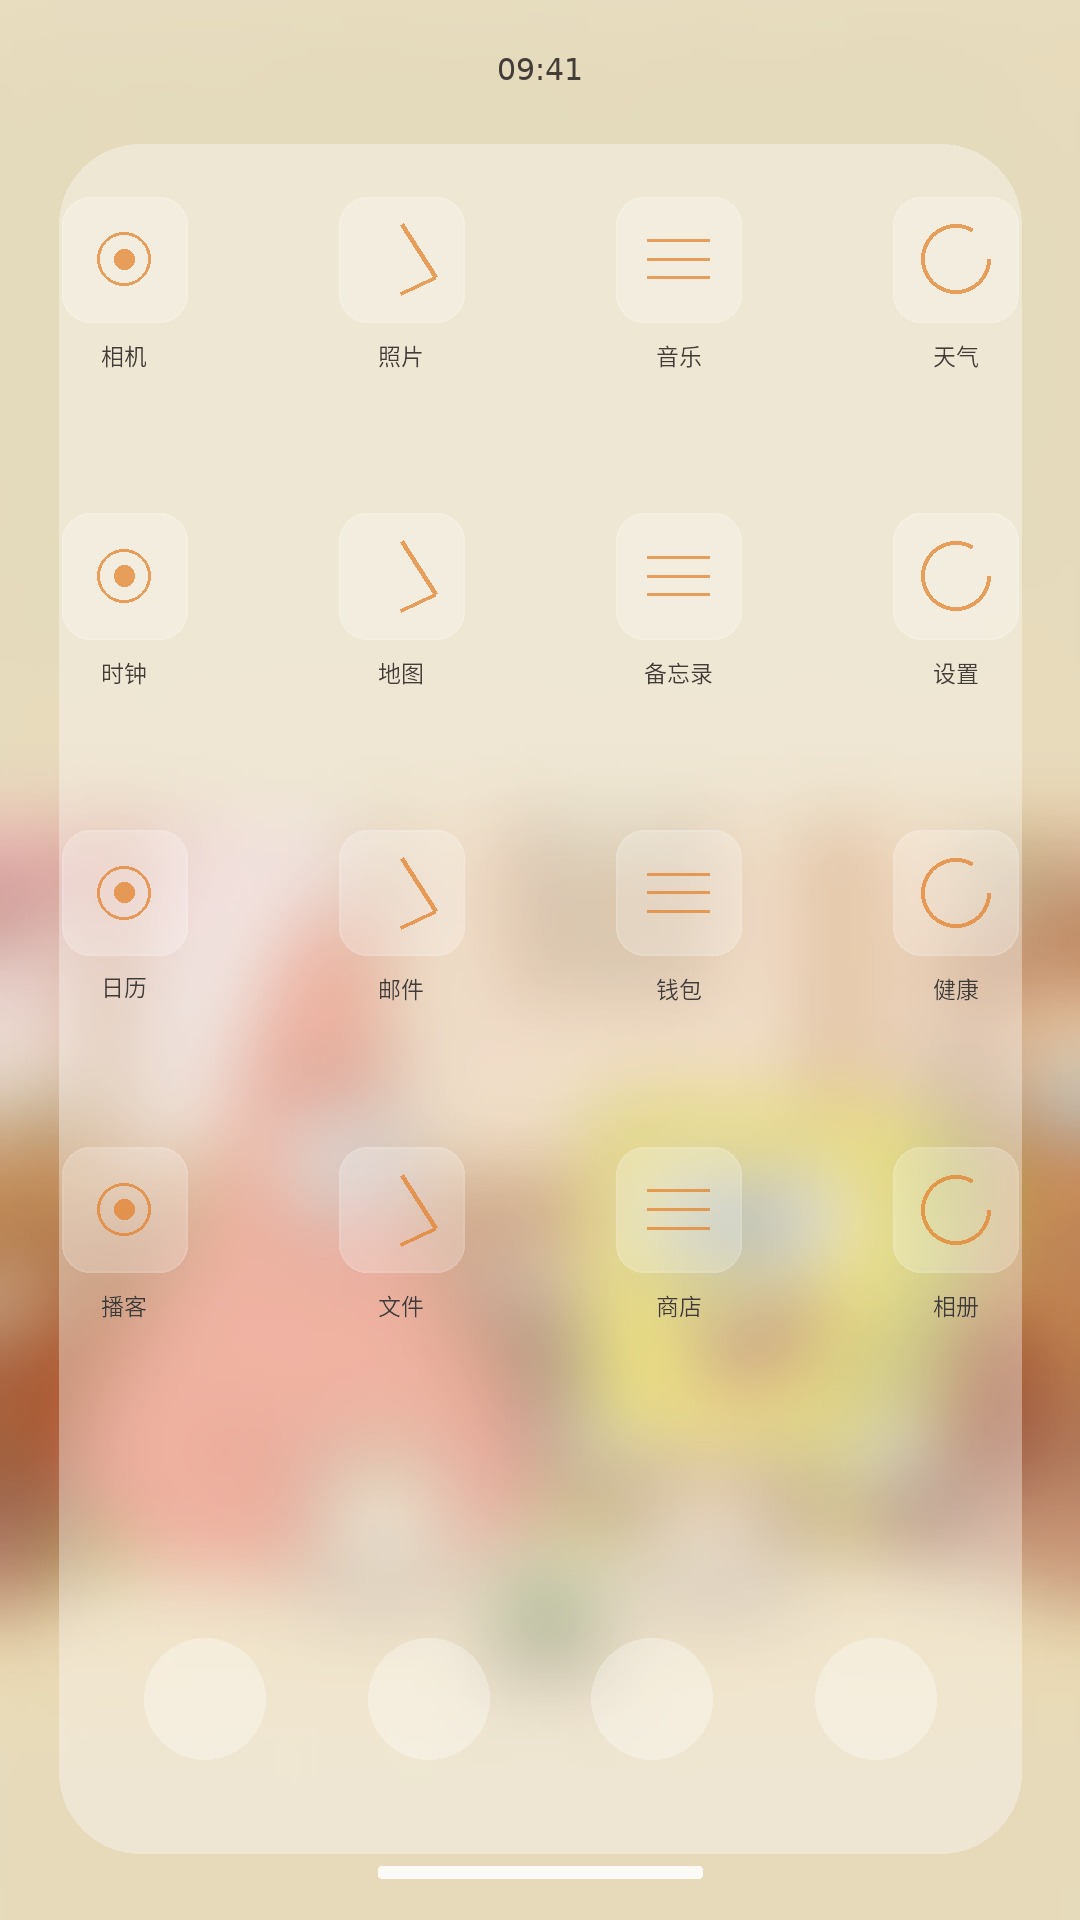 09:41
相机 照片 音乐 天气
时钟 地图 备忘录 设置
日历 邮件 钱包 健康
播客 文件 商店 相册